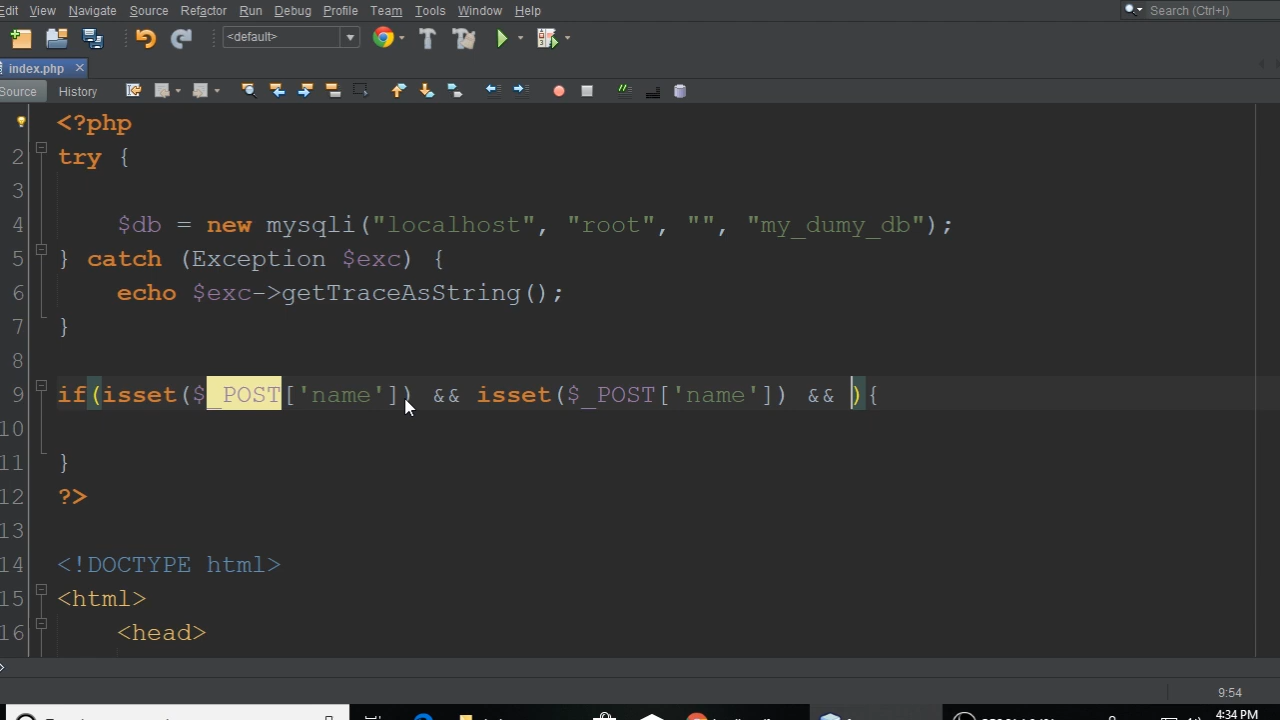 Edit View Navigate Source Refactor Run Debug Profile Team Tools Window Help Search (Ctrl+I)
<default>
index.php
Source History
<?php
2 try {
3
4 $db = new mysqli("localhost", "root", "", "my_dumy_db");
5 } catch (Exception $exc) {
6 echo $exc->getTraceAsString();
7 }
8
9 if(isset($_POST['name']) && isset($_POST['name']) && ){
10
11 }
12 ?>
13
14 <!DOCTYPE html>
15 <html>
16 <head>
9:54
4:34 PM